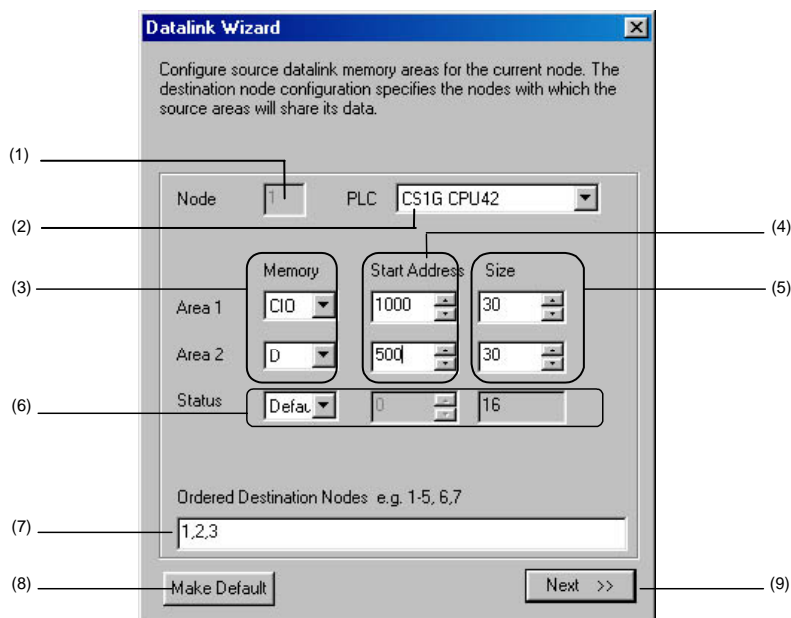 Datalink Wizard
Configure source datalink memory areas for the current node. The
destination node configuration specifies the nodes with which the
source areas will share its data.
(1)
Node 1 PLC CS1G CPU42
(2) (4)
Memory Start Address Size
(3) (5)
Area 1 CIO 1000 30
Area 2 D 500 30
(6) Status Defau 0 16
Ordered Destination Nodes e.g. 1-5, 6,7
(7) 1,2,3
(8) Make Default Next >> (9)